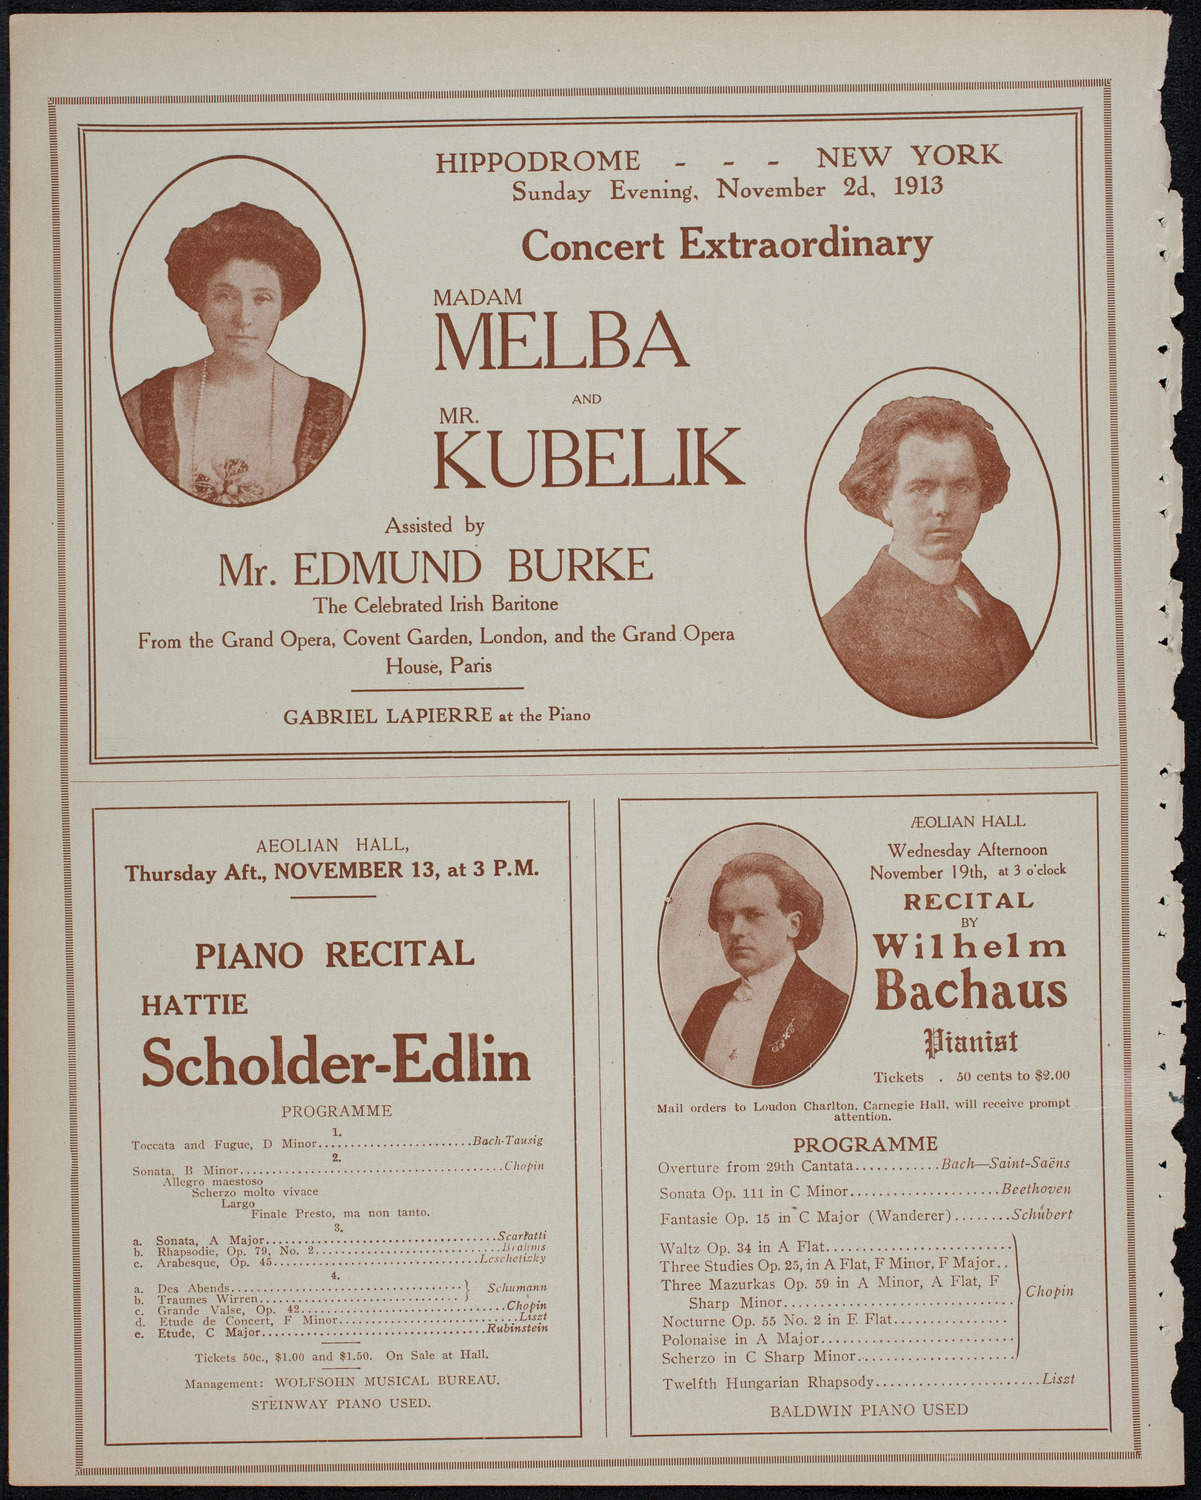 HIPPODROME - - - NEW YORK
Sunday Evening, November 2d, 1913
Concert Extraordinary
MADAM
MELBA
AND
MR.
KUBELIK
Assisted by
Mr. EDMUND BURKE
The Celebrated Irish Baritone
From the Grand Opera, Covent Garden, London, and the Grand Opera
House, Paris
GABRIEL LAPIERRE at the Piano
AEOLIAN HALL,
Thursday Aft., NOVEMBER 13, at 3 P.M.
PIANO RECITAL
HATTIE
Scholder-Edlin
PROGRAMME
1.
Toccata and Fugue, D Minor........................Bach-Tausig
2.
Sonata, B Minor..........................................Chopin
Allegro maestoso
Scherzo molto vivace
Largo
Finale Presto, ma non tanto.
3.
a. Sonata, A Major.....................................Scarlatti
b. Rhapsodie, Op. 79, No. 2.............................Brahms
c. Arabesque, Op. 45.................................Leschetizky
4.
a. Des Abends.....................................} Schumann
b. Traumes Wirren.................................
c. Grande Valse, Op. 42.................................Chopin
d. Etude de Concert, F Minor.............................Liszt
e. Etude, C Major....................................Rubinstein
Tickets 50c., $1.00 and $1.50. On Sale at Hall.
Management: WOLFSOHN MUSICAL BUREAU.
STEINWAY PIANO USED.
ÆOLIAN HALL
Wednesday Afternoon
November 19th, at 3 o'clock
RECITAL
BY
Wilhelm
Bachaus
Pianist
Tickets . 50 cents to $2.00
Mail orders to Loudon Charlton, Carnegie Hall, will receive prompt
attention.
PROGRAMME
Overture from 29th Cantata............Bach—Saint-Saëns
Sonata Op. 111 in C Minor.....................Beethoven
Fantasie Op. 15 in C Major (Wanderer)........Schubert
Waltz Op. 34 in A Flat...........................
Three Studies Op. 25, in A Flat, F Minor, F Major..
Three Mazurkas Op. 59 in A Minor, A Flat, F
Chopin
Sharp Minor..................................
Nocturne Op. 55 No. 2 in E Flat................
Polonaise in A Major............................
Scherzo in C Sharp Minor.......................
Twelfth Hungarian Rhapsody.......................Liszt
BALDWIN PIANO USED